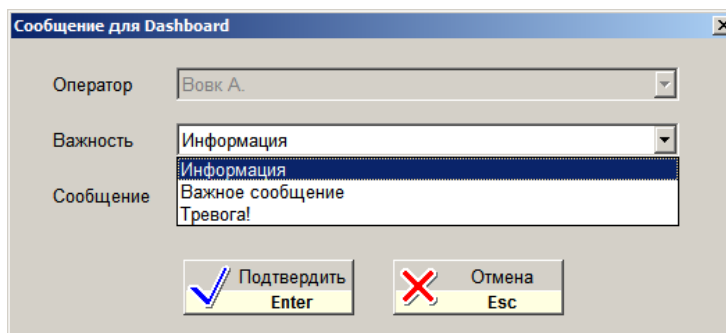 Сообщение для Dashboard
Оператор
Вовк А.
Важность
Информация
Информация
Важное сообщение
Сообщение
Тревога!
Подтвердить
Enter
Отмена
Esc